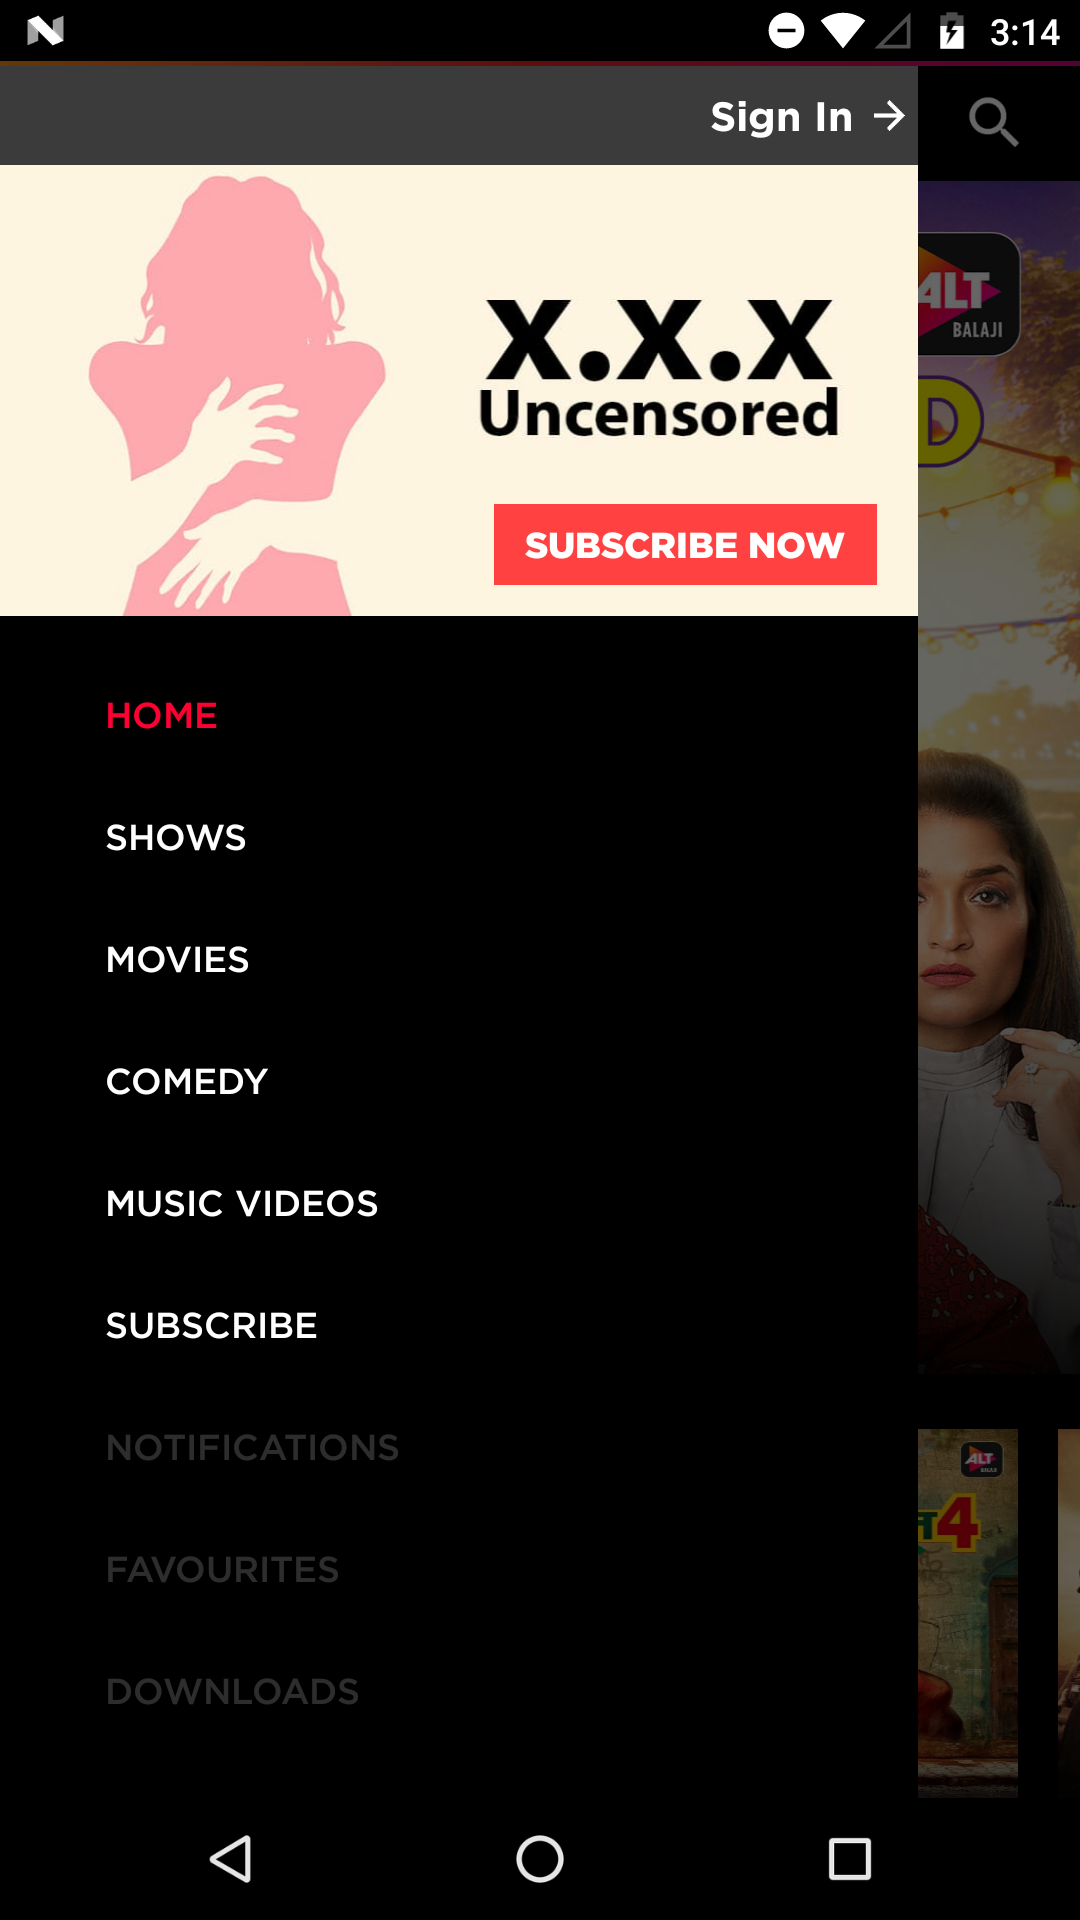 3:14
Sign In
ALT
BALAJI
D
x.x.x
Uncensored
SUBSCRIBE NOW
HOME
SHOWS
MOVIES
COMEDY
MUSIC VIDEOS
SUBSCRIBE
NOTIFICATIONS
ALT
BALAJI
4
FAVOURITES
DOWNLOADS